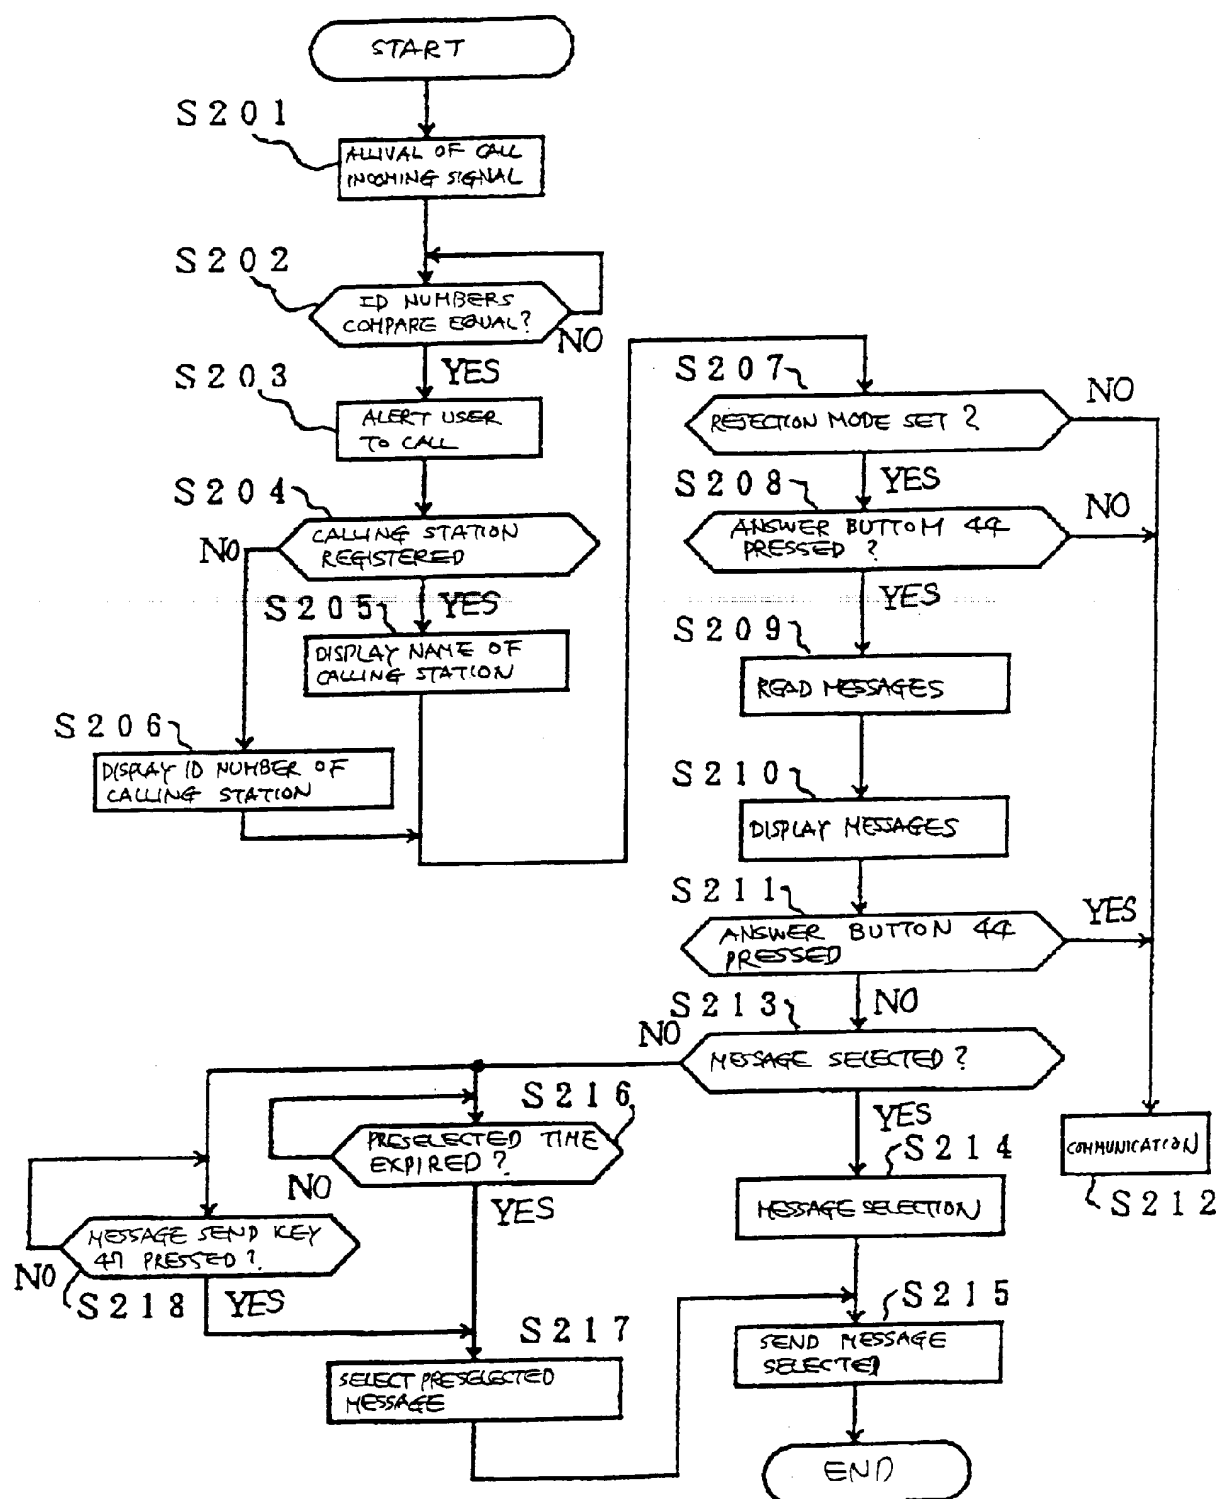 START
S201
ALLIVAL OF CALL
INCOMING SIGNAL
S202
ID NUMBERS
COMPARE EQUAL?
NO
YES
S203
ALERT USER
TO CALL
S204
CALLING STATION
REGISTERED
NO
YES
S205
DISPLAY NAME OF
CALLING STATION
S206
DISPLAY ID NUMBER OF
CALLING STATION
S207
REJECTION MODE SET ?
NO
YES
S208
ANSWER BUTTOM 44
PRESSED ?
NO
YES
S209
READ MESSAGES
S210
DISPLAY MESSAGES
S211
ANSWER BUTTON 44
PRESSED
YES
NO
S213
MESSAGE SELECTED ?
NO
YES
S214
MESSAGE SELECTION
COMMUNICATION
S212
S216
PRESELECTED TIME
EXPIRED ?
NO
YES
MESSAGE SEND KEY
47 PRESSED ?
NO
S218
YES
S217
SELECT PRESELECTED
MESSAGE
S215
SEND MESSAGE
SELECTED
END